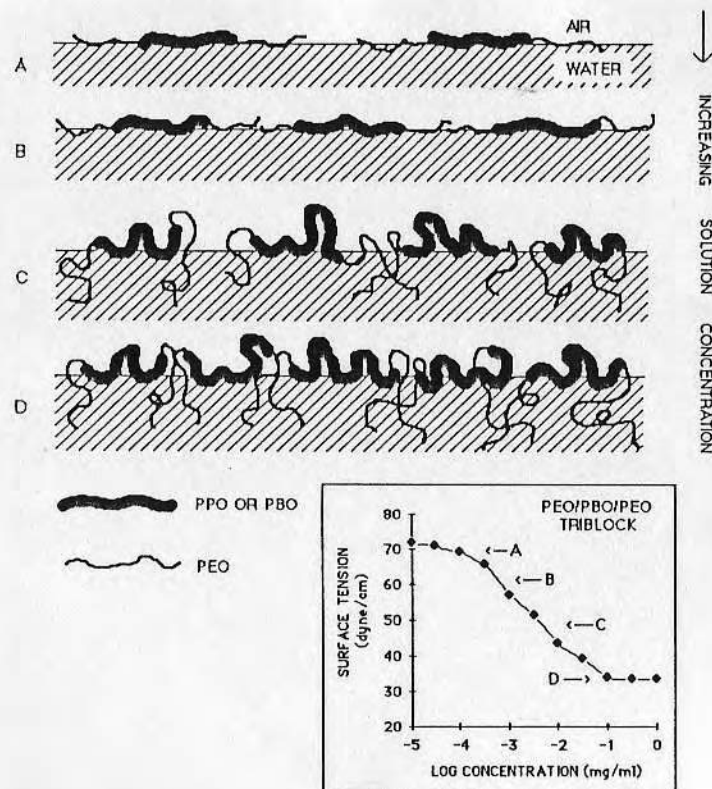 AIR
A
WATER
B
C
D
INCREASING SOLUTION CONCENTRATION
PPO OR PBO
PEO
PEO/PBO/PEO
TRIBLOCK
SURFACE TENSION
(dyne/cm)
80
70
60
50
40
30
20
<—A
<—B
<—C
D—>
-5 -4 -3 -2 -1 0
LOG CONCENTRATION (mg/ml)